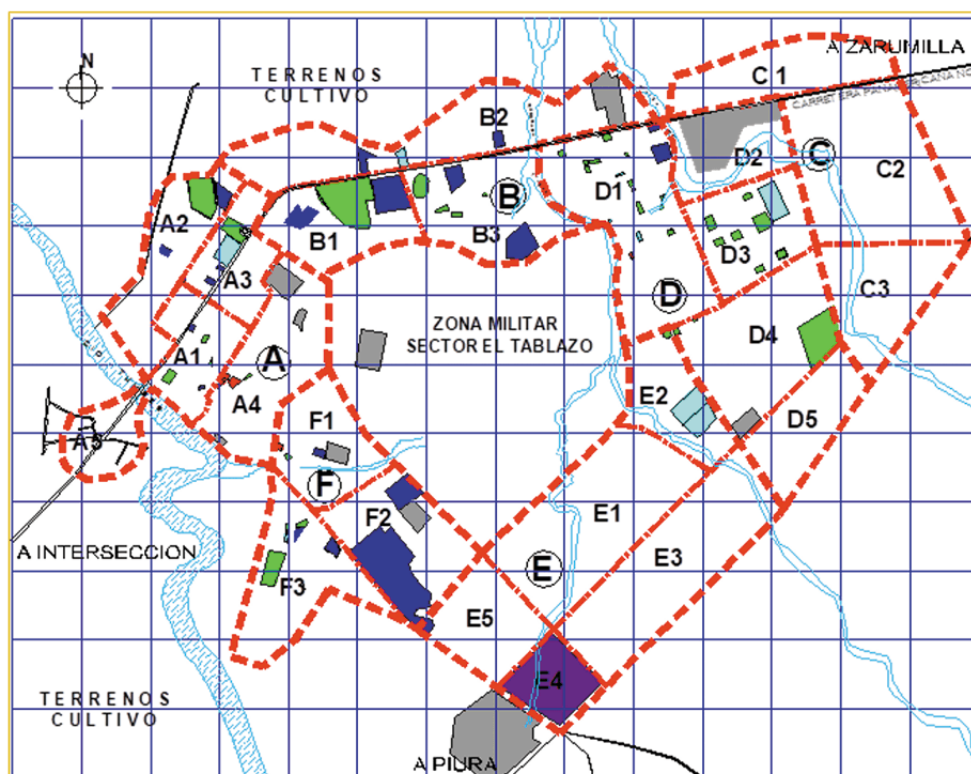 A ZARUMILLA
N
TERRENOS
CULTIVO
C 1
CARRETERA PANAMERICANA NO
B2
D2
C
C2
A2
B
D1
B1
B3
D3
A3
D
C3
ZONA MILITAR
SECTOR EL TABLAZO
D4
A1
A
A4
E2
D5
F1
A5
F
F2
E1
A INTERSECCION
E3
E
F3
E5
E4
TERRENOS
CULTIVO
A PIURA